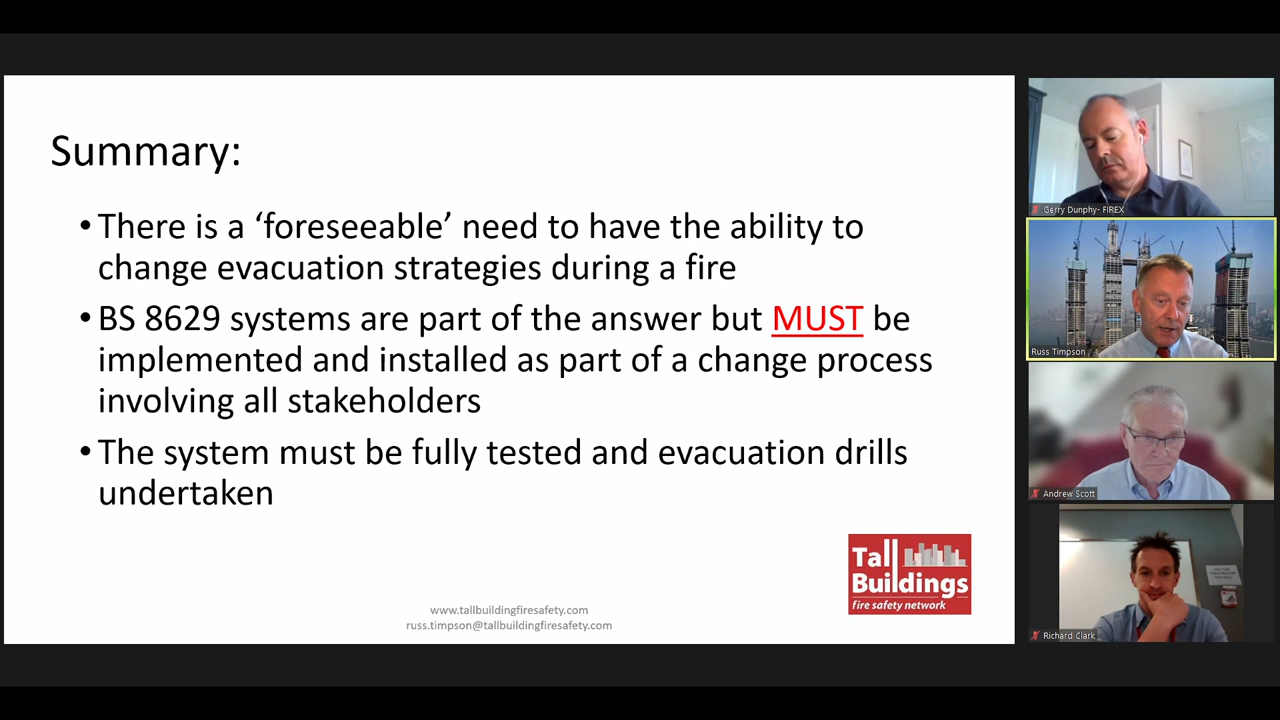 Summary:
•There is a ‘foreseeable’ need to have the ability to
change evacuation strategies during a fire
•BS 8629 systems are part of the answer but MUST be
implemented and installed as part of a change process
involving all stakeholders
•The system must be fully tested and evacuation drills
undertaken
Tall
Buildings
fire safety network
www.tallbuildingfiresafety.com
russ.timpson@tallbuildingfiresafety.com
Gerry Dunphy- FIREX
Russ Timpson
Andrew Scott
Richard Clark